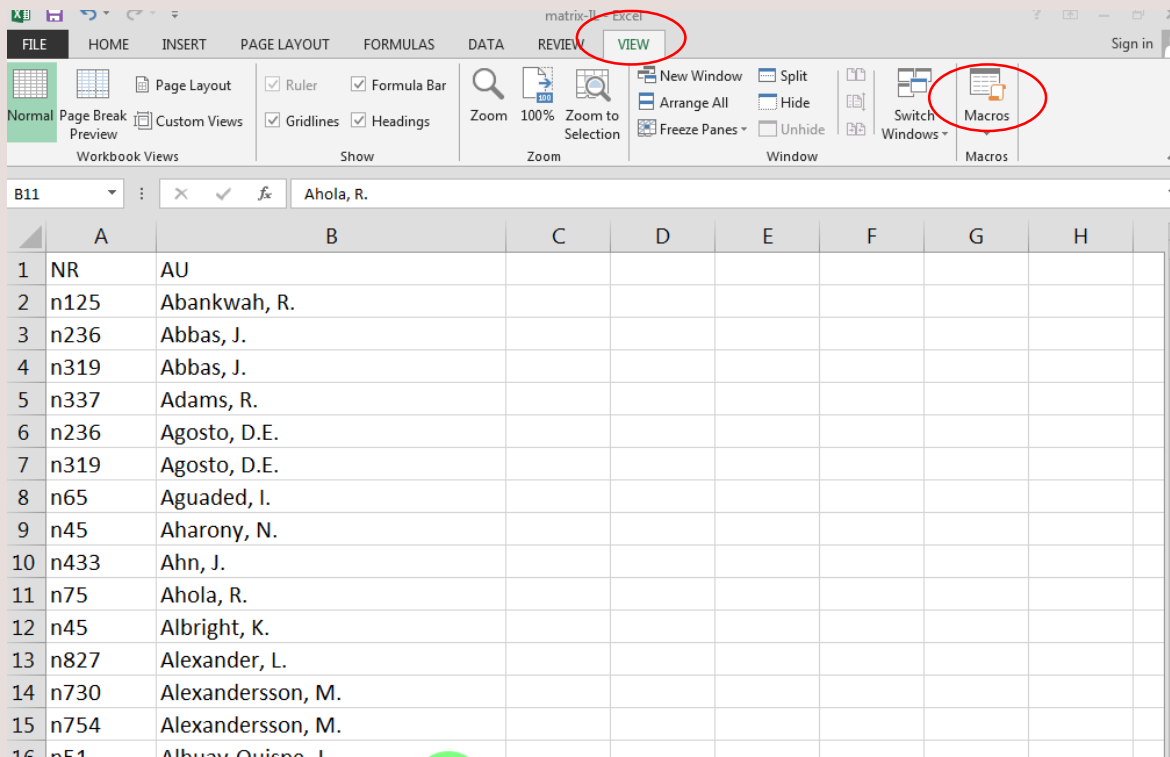 matrix-IL - Excel
FILE HOME INSERT PAGE LAYOUT FORMULAS DATA REVIEW VIEW Sign in
Normal Page Break Preview Page Layout Custom Views
Ruler Formula Bar
Gridlines Headings
Zoom 100% Zoom to Selection
New Window Split
Arrange All Hide
Freeze Panes Unhide
Switch Windows
Macros
Workbook Views Show Zoom Window Macros
B11 fx Ahola, R.
A B C D E F G H
1 NR AU
2 n125 Abankwah, R.
3 n236 Abbas, J.
4 n319 Abbas, J.
5 n337 Adams, R.
6 n236 Agosto, D.E.
7 n319 Agosto, D.E.
8 n65 Aguaded, I.
9 n45 Aharony, N.
10 n433 Ahn, J.
11 n75 Ahola, R.
12 n45 Albright, K.
13 n827 Alexander, L.
14 n730 Alexandersson, M.
15 n754 Alexandersson, M.
16 n51